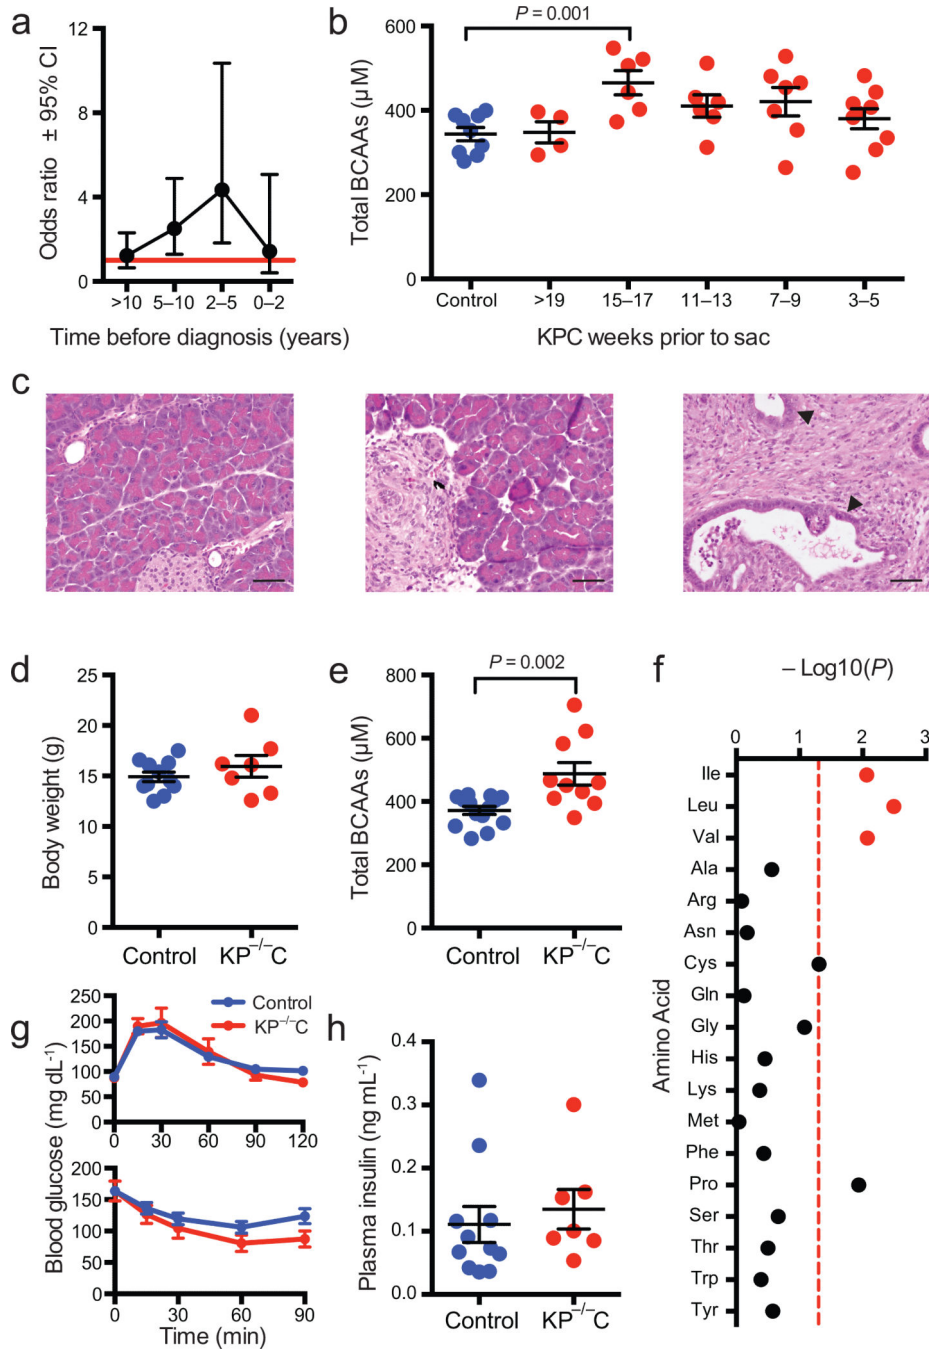 a
Odds ratio ± 95% CI
12
8
4
0
>10 5–10 2–5 0–2
Time before diagnosis (years)
b
P = 0.001
Total BCAAs (µM)
600
400
200
0
Control >19 15–17 11–13 7–9 3–5
KPC weeks prior to sac
c
d
Body weight (g)
25
20
15
10
5
0
Control KP–/–C
e
P = 0.002
Total BCAAs (µM)
800
600
400
200
0
Control KP–/–C
f
– Log10(P)
0 1 2 3
Amino Acid
Ile
Leu
Val
Ala
Arg
Asn
Cys
Gln
Gly
His
Lys
Met
Phe
Pro
Ser
Thr
Trp
Tyr
g
Control
KP–/–C
Blood glucose (mg dL-1)
250
200
150
100
50
0
0 30 60 90 120
200
150
100
50
0
0 30 60 90
Time (min)
h
Plasma insulin (ng mL-1)
0.4
0.3
0.2
0.1
0.0
Control KP–/–C